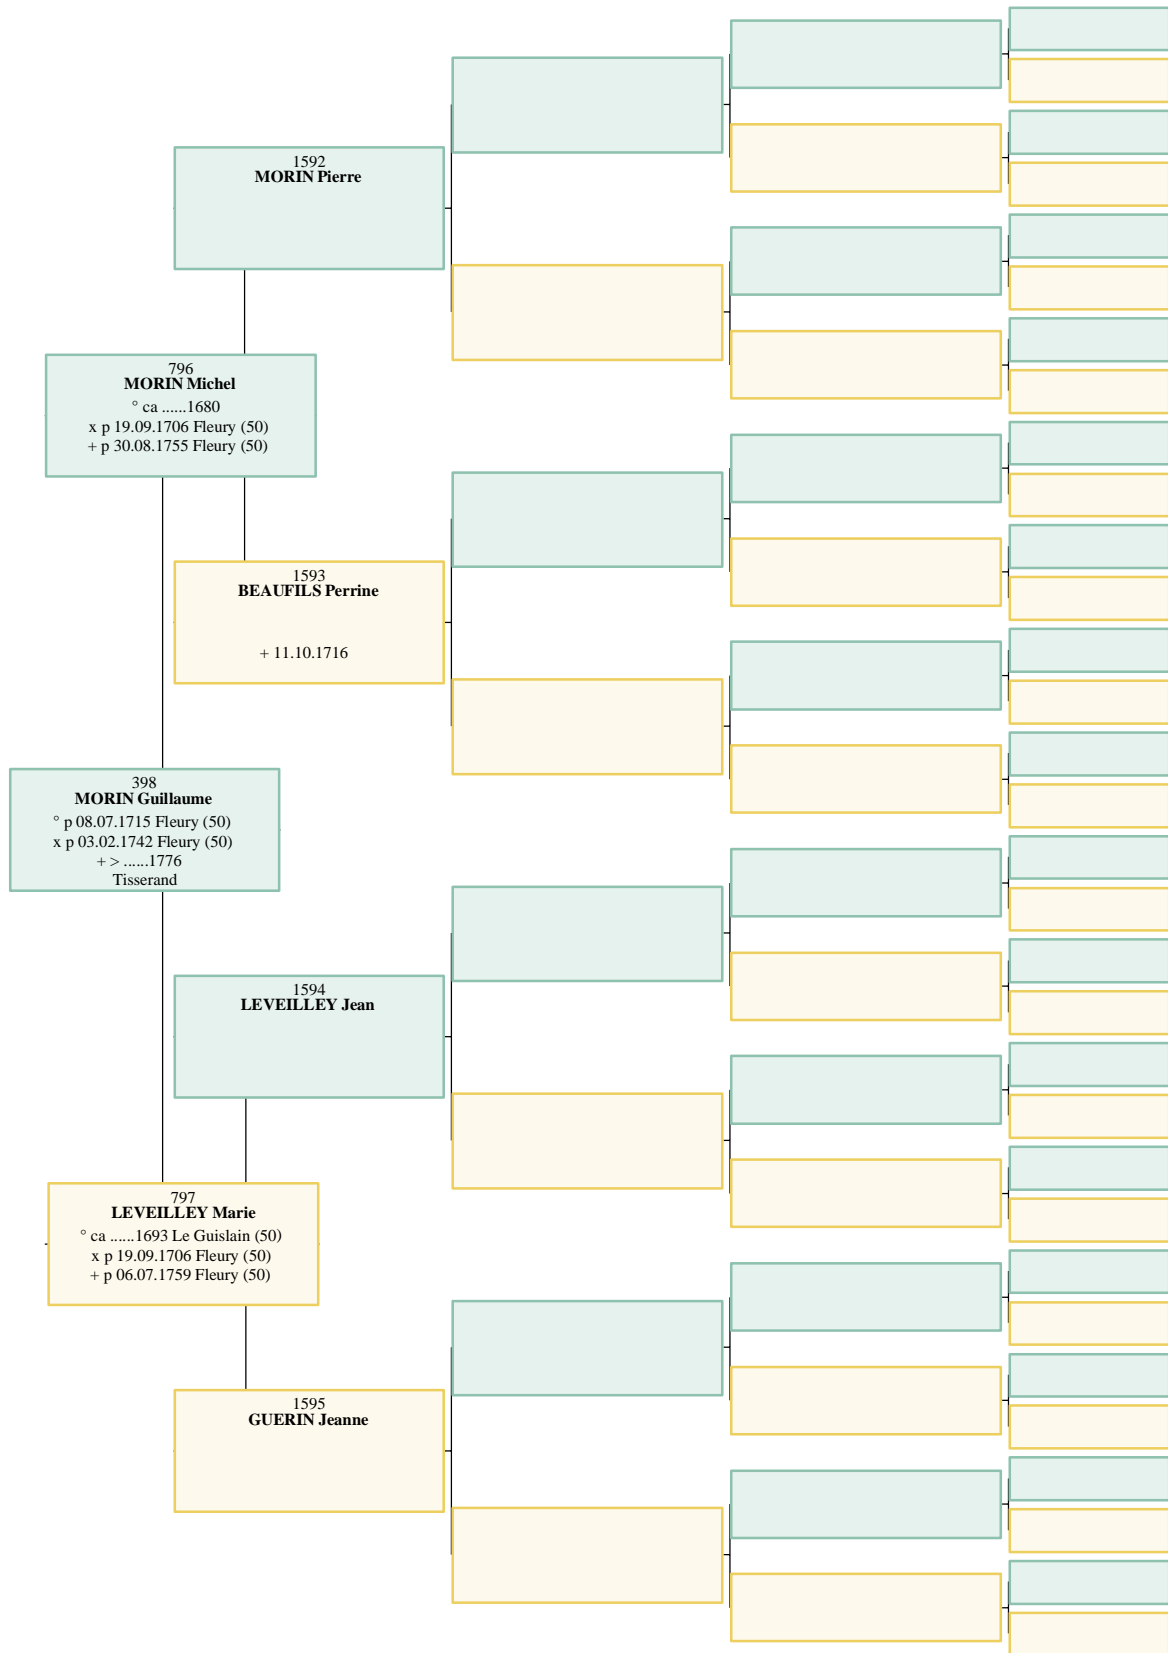 1592
MORIN Pierre
796
MORIN Michel
° ca ......1680
x p 19.09.1706 Fleury (50)
+ p 30.08.1755 Fleury (50)
1593
BEAUFILS Perrine
+ 11.10.1716
398
MORIN Guillaume
° p 08.07.1715 Fleury (50)
x p 03.02.1742 Fleury (50)
+ > ......1776
Tisserand
1594
LEVEILLEY Jean
797
LEVEILLEY Marie
° ca ......1693 Le Guislain (50)
x p 19.09.1706 Fleury (50)
+ p 06.07.1759 Fleury (50)
1595
GUERIN Jeanne